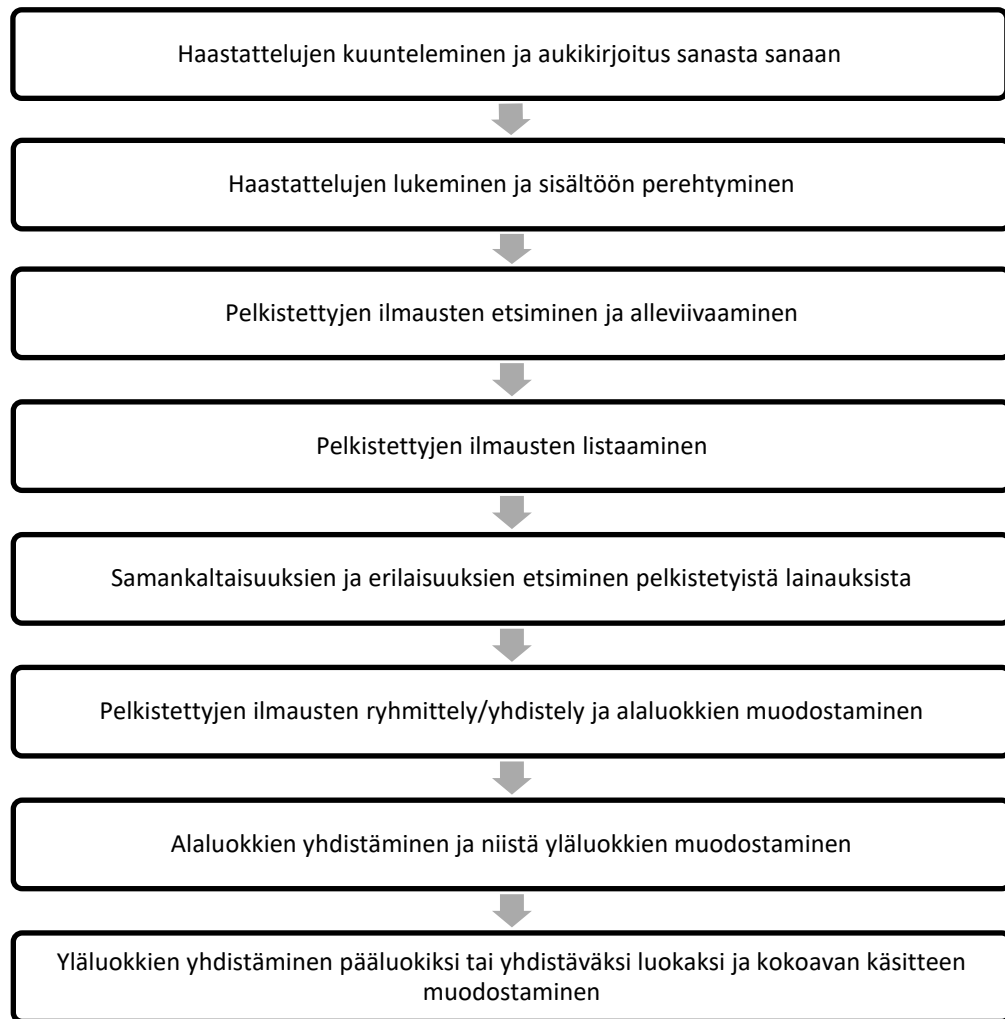 Haastattelujen kuunteleminen ja aukikirjoitus sanasta sanaan
Haastattelujen lukeminen ja sisältöön perehtyminen
Pelkistettyjen ilmausten etsiminen ja alleviivaaminen
Pelkistettyjen ilmausten listaaminen
Samankaltaisuuksien ja erilaisuuksien etsiminen pelkistetyistä lainauksista
Pelkistettyjen ilmausten ryhmittely/yhdistely ja alaluokkien muodostaminen
Alaluokkien yhdistäminen ja niistä yläluokkien muodostaminen
Yläluokkien yhdistäminen pääluokiksi tai yhdistäväksi luokaksi ja kokoavan käsitteen
muodostaminen